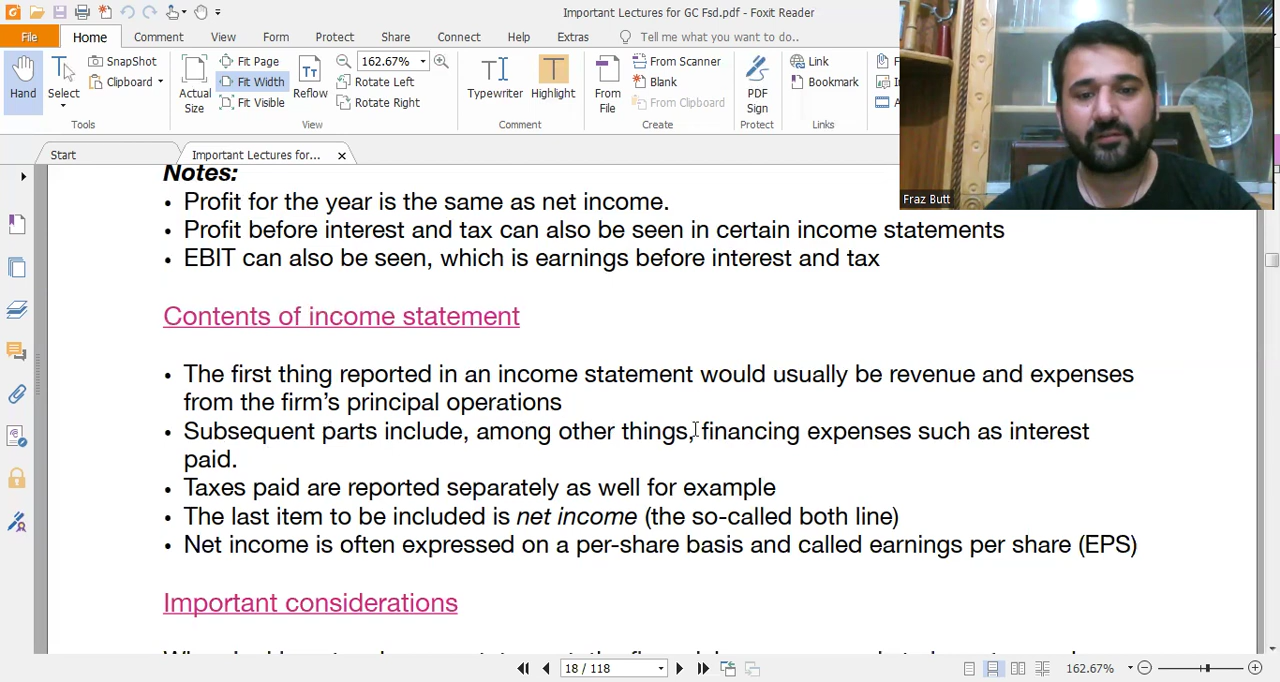 Important Lectures for GC Fsd.pdf - Foxit Reader
File Home Comment View Form Protect Share Connect Help Extras Tell me what you want to do..
Hand
Select
SnapShot
Clipboard
Actual Size
Fit Page
Fit Width
Fit Visible
Reflow
162.67%
Rotate Left
Rotate Right
Typewriter
Highlight
From File
From Scanner
Blank
From Clipboard
PDF Sign
Link
Bookmark
Tools View Comment Create Protect Links
Start Important Lectures for...
Fraz Butt
Notes:
• Profit for the year is the same as net income.
• Profit before interest and tax can also be seen in certain income statements
• EBIT can also be seen, which is earnings before interest and tax
Contents of income statement
• The first thing reported in an income statement would usually be revenue and expenses
from the firm's principal operations
• Subsequent parts include, among other things, financing expenses such as interest
paid.
• Taxes paid are reported separately as well for example
• The last item to be included is net income (the so-called both line)
• Net income is often expressed on a per-share basis and called earnings per share (EPS)
Important considerations
18 / 118
162.67%